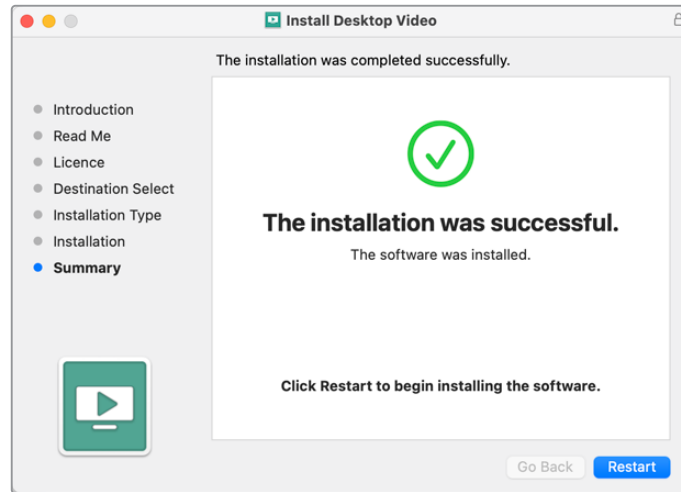 Install Desktop Video
The installation was completed successfully.
Introduction
Read Me
Licence
Destination Select
Installation Type
Installation
Summary
The installation was successful.
The software was installed.
Click Restart to begin installing the software.
Go Back
Restart